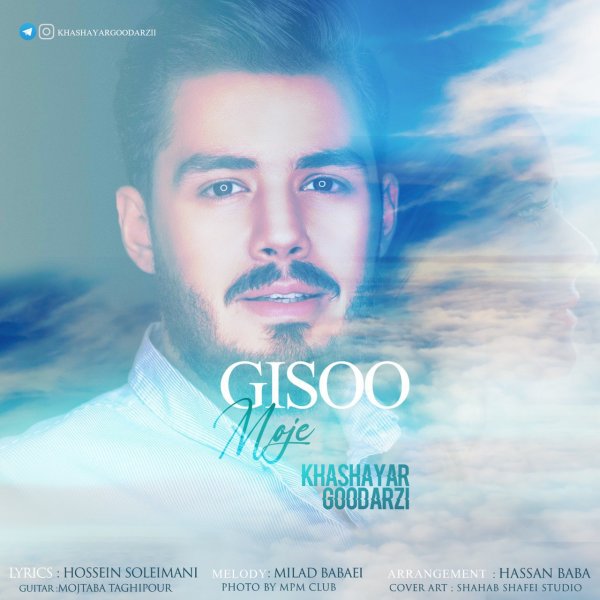 KHASHAYARGOODARZII
GISOO
Moje
KHASHAYAR
GOODARZI
LYRICS : HOSSEIN SOLEIMANI
GUITAR :MOJTABA TAGHIPOUR
MELODY: MILAD BABAEI
PHOTO BY MPM CLUB
ARRANGEMENT : HASSAN BABA
COVER ART : SHAHAB SHAFEI STUDIO